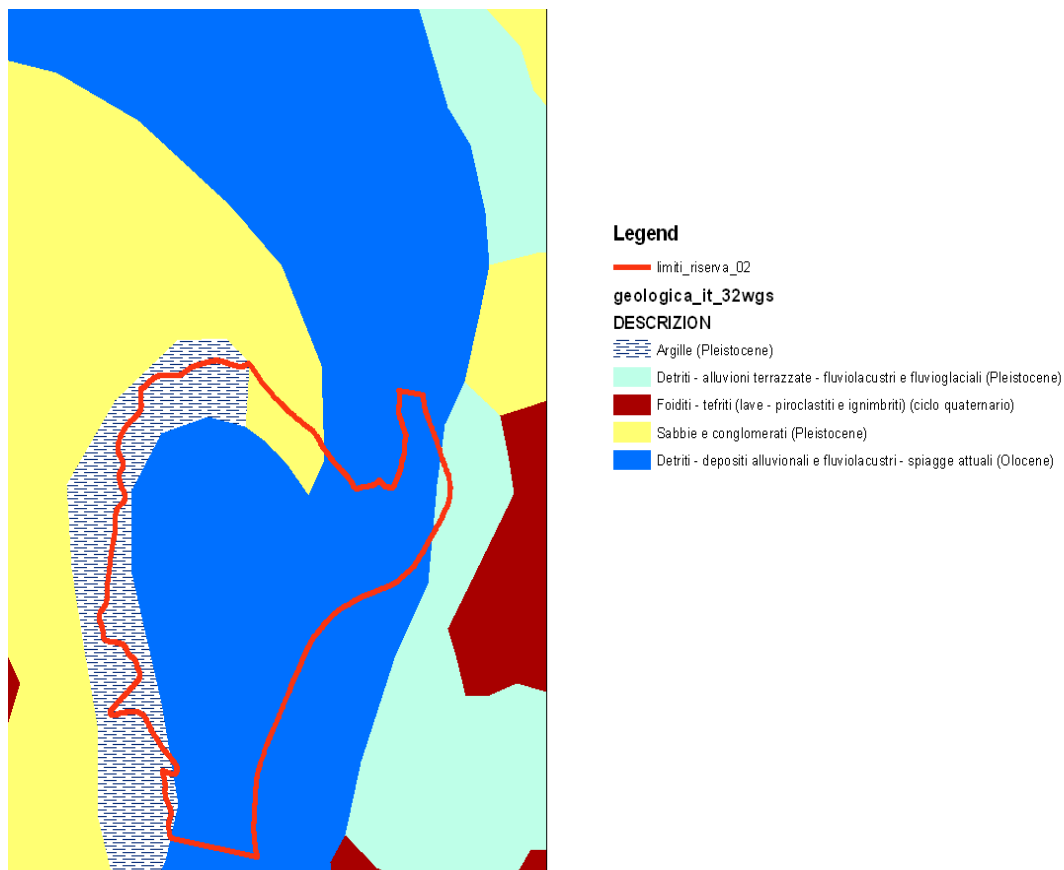 Legend
limiti_riserva_02
geologica_it_32wgs
DESCRIZION
Argille (Pleistocene)
Detriti - alluvioni terrazzate - fluviolacustri e fluvioglaciali (Pleistocene)
Foiditi - tefriti (lave - piroclastiti e ignimbriti) (ciclo quaternario)
Sabbie e conglomerati (Pleistocene)
Detriti - depositi alluvionali e fluviolacustri - spiagge attuali (Olocene)